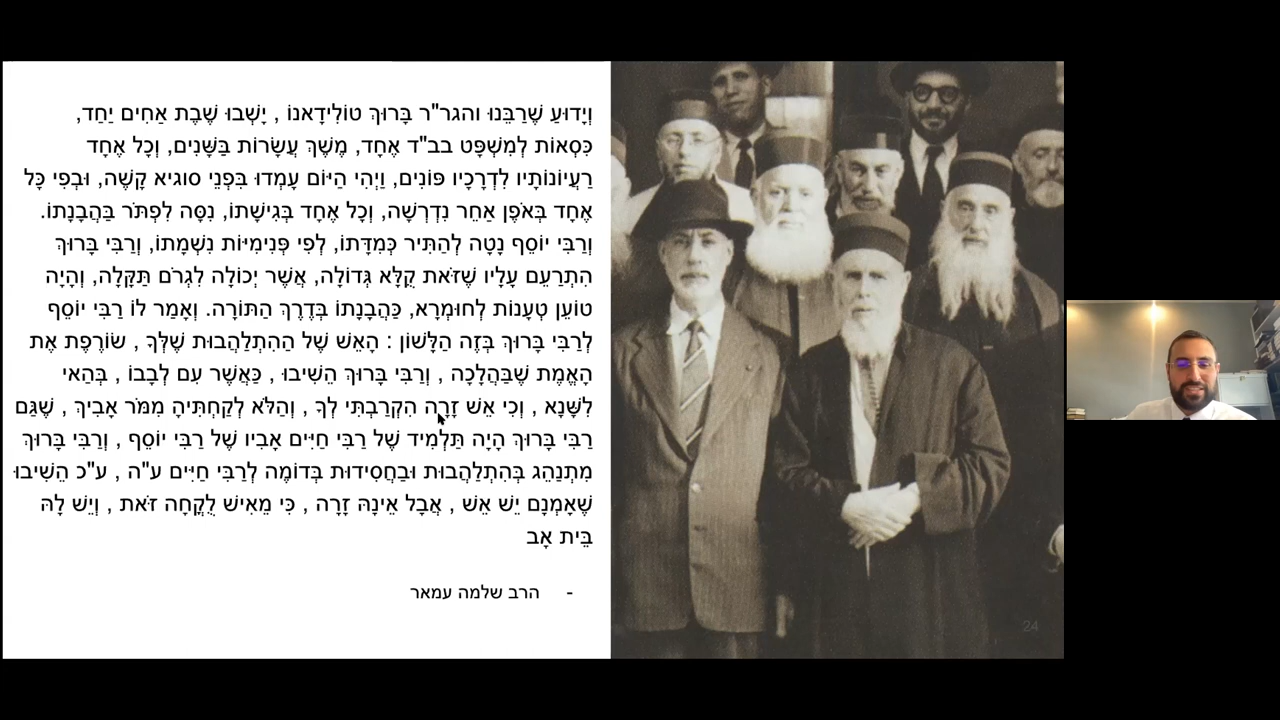 וְיָדוּעַ שֶׁרַבֵּנוּ והגר"ר בָּרוּךְ טוֹלֵידָאנוֹ , יָשְׁבוּ שֶׁבֶת אַחִים יַחַד,
כִּסְאוֹת לְמִשְׁפָּט בב"ד אֶחָד, מֶשֶׁךְ עֲשָׂרוֹת בַּשָּׁנִים, וְכָל אֶחָד
רַעְיוֹנוֹתָיו לִדְרָכָיו פּוֹנִים, וַיְהִי הַיּוֹם עָמְדוּ בִּפְנֵי סוגיא קָשָׁה, וּבְפִי כָּל
אֶחָד בְּאֹפֶן אַחֵר נִדְרְשָׁה, וְכָל אֶחָד בְּגִישָׁתוֹ, נִסָּה לִפְתֹּר בַּהֲבָנָתוֹ.
וְרַבִּי יוֹסֵף נָטָה לְהַתִּיר כְּמִדָּתוֹ, לְפִי פְּנִימִיּוֹת נִשְׁמָתוֹ, וְרַבִּי בָּרוּךְ
הִתְרַעֵם עָלָיו שֶׁזֹּאת קֻלָּא גְּדוֹלָה, אֲשֶׁר יְכוֹלָה לִגְרֹם תַּקָּלָה, וְהָיָה
טוֹעֵן טְעָנוֹת לְחוּמְרָא, כַּהֲבָנָתוֹ בְּדֶרֶךְ הַתּוֹרָה. וְאָמַר לוֹ רַבִּי יוֹסֵף
לְרַבִּי בָּרוּךְ בְּזֶה הַלָּשׁוֹן : הָאֵשׁ שֶׁל הַהִתְלַהֲבוּת שֶׁלְּךָ , שׂוֹרֶפֶת אֶת
הָאֱמֶת שֶׁבַּהֲלָכָה , וְרַבִּי בָּרוּךְ הֵשִׁיבוּ , כַּאֲשֶׁר עִם לְבָבוֹ , בְּהַאי
לִשָּׁנָא , וְכִי אֵשׁ זָרָה הִקְרַבְתִּי לְךָ , וְהַלֹּא לְקַחְתִּיהָ מִמֹּר אָבִיךָ , שֶׁגַּם
רַבִּי בָּרוּךְ הָיָה תַּלְמִיד שֶׁל רַבִּי חַיִּים אָבִיו שֶׁל רַבִּי יוֹסֵף , וְרַבִּי בָּרוּךְ
מִתְנַהֵג בְּהִתְלַהֲבוּת וּבַחֲסִידוּת בְּדוֹמֶה לְרַבִּי חַיִּים ע"ה , ע"כ הֵשִׁיבוּ
שֶׁאָמְנָם יֵשׁ אֵשׁ , אֲבָל אֵינָהּ זָרָה , כִּי מֵאִישׁ לֻקֳחָה זֹּאת , וְיֵשׁ לָהּ
בֵּית אָב
- הרב שלמה עמאר
24